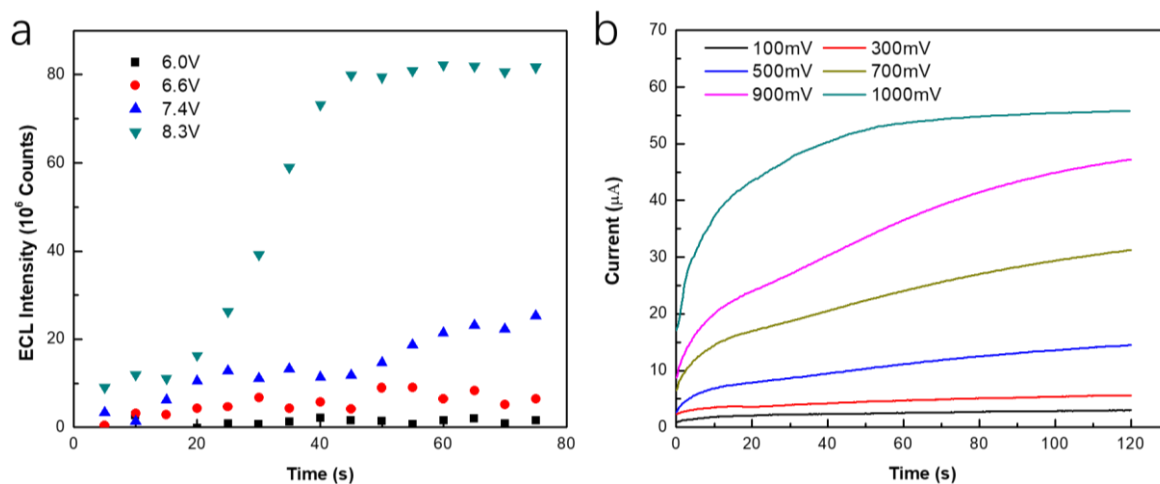 a
ECL Intensity (10⁶ Counts)
80
60
40
20
0
6.0V
6.6V
7.4V
8.3V
0 20 40 60 80
Time (s)
b
Current (μA)
70
60
50
40
30
20
10
0
100mV 300mV
500mV 700mV
900mV 1000mV
0 20 40 60 80 100 120
Time (s)